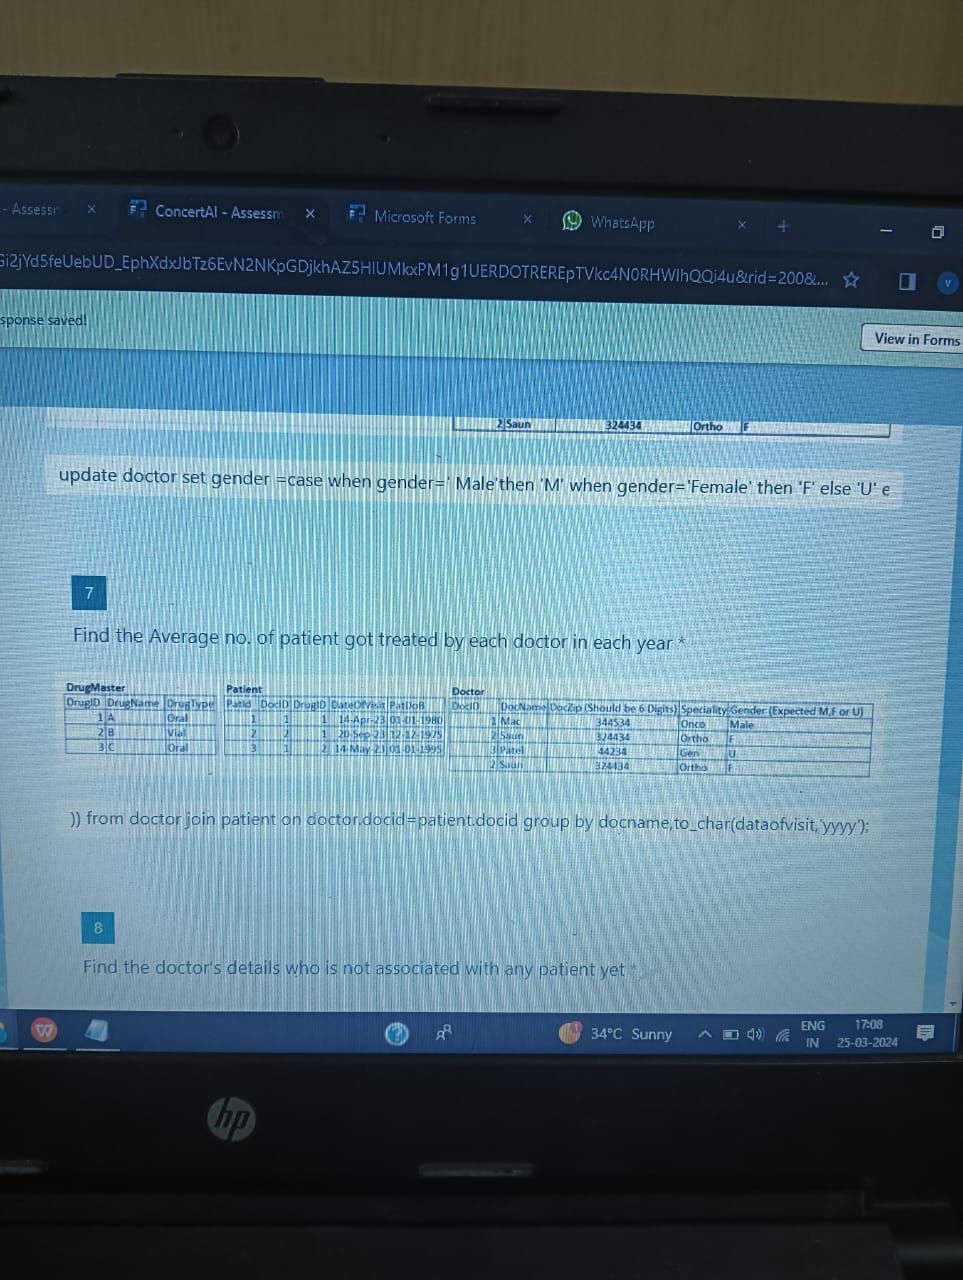 - Assessr
ConcertAI - Assessm
Microsoft Forms
WhatsApp
Gi2jYd5feUebUD_EphXdxJbTz6EvN2NKpGDjkhAZ5HIUMlkxPM1g1UERDOTREREpTVkc4N0RHWlhQQi4u&rid=200&...
v
sponse saved!
View in Forms
2 Saun 324434 Ortho F
update doctor set gender =case when gender=' Male'then 'M' when gender='Female' then 'F' else 'U' e
7
Find the Average no. of patient got treated by each doctor in each year *
DrugMaster
DrugID DrugName DrugType
1 A Oral
2 B Vial
3 C Oral
Patient
PatId DocID DrugID DateOfVisit PatDoB
1 1 1 14-Apr-23 01-01-1980
2 2 1 20-Sep-23 12-12-1975
3 1 2 14-May-23 01-01-1995
Doctor
DocID DocName DocZip (Should be 6 Digits) Speciality Gender (Expected M,F or U)
1 Mac 344534 Onco Male
2 Saun 324434 Ortho F
3 Patel 44234 Gen U
2 Saun 324434 Ortho F
)) from doctor join patient on doctor.docid=patient.docid group by docname,to_char(dataofvisit,'yyyy');
8
Find the doctor's details who is not associated with any patient yet *
W
1
34°C Sunny
ENG
IN
17:08
25-03-2024
hp